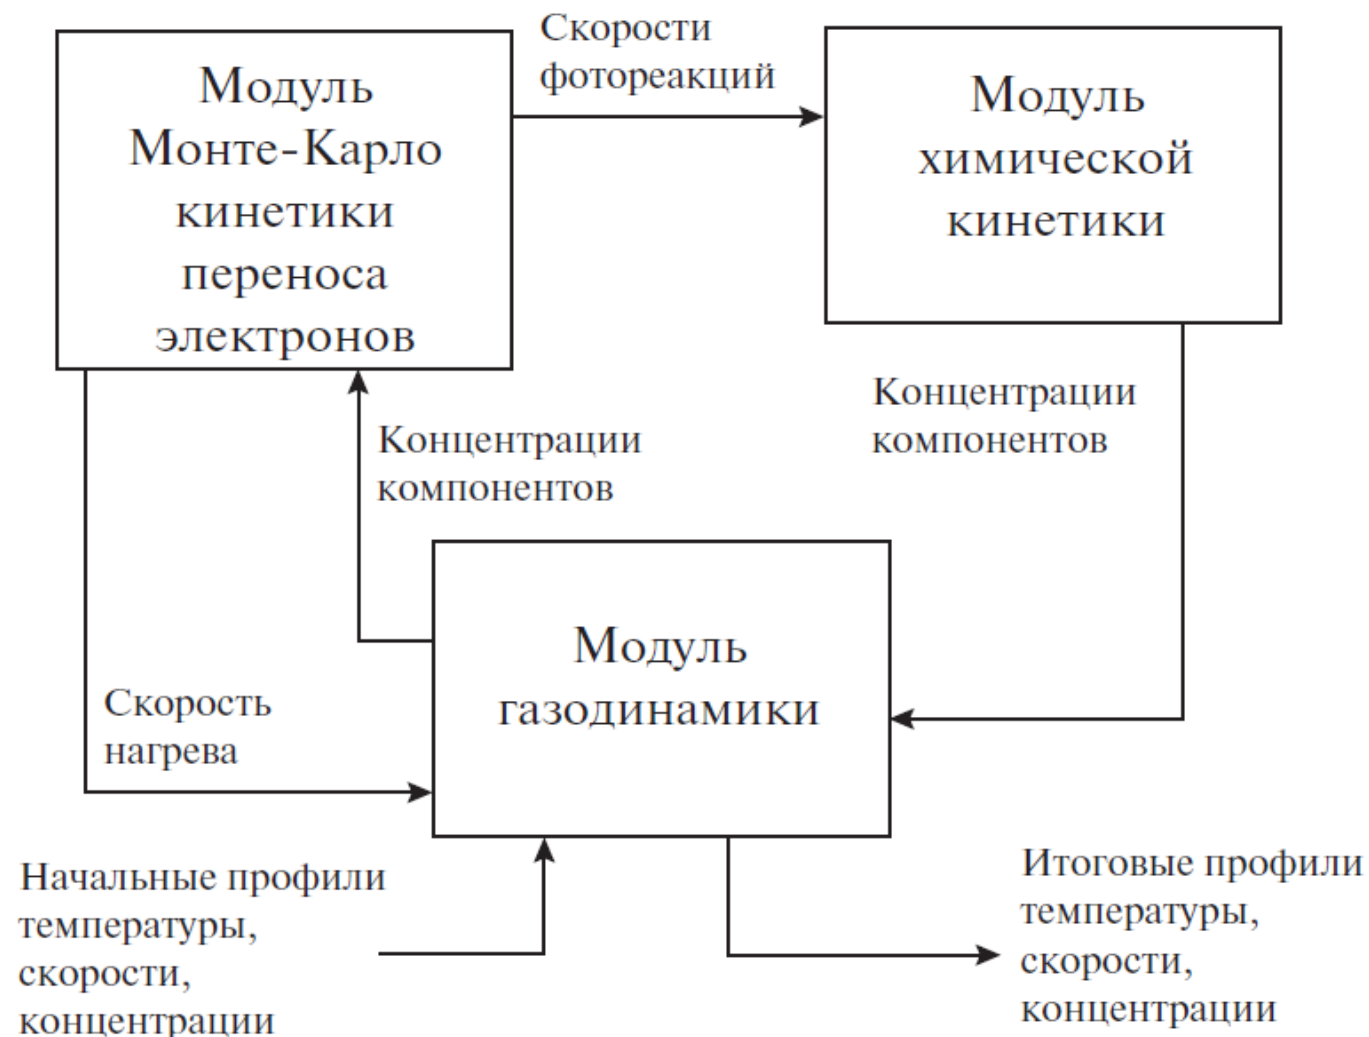 Скорости
фотореакций
Модуль
Монте-Карло
кинетики
переноса
электронов
Модуль
химической
кинетики
Концентрации
компонентов
Концентрации
компонентов
Модуль
газодинамики
Скорость
нагрева
Начальные профили
температуры,
скорости,
концентрации
Итоговые профили
температуры,
скорости,
концентрации